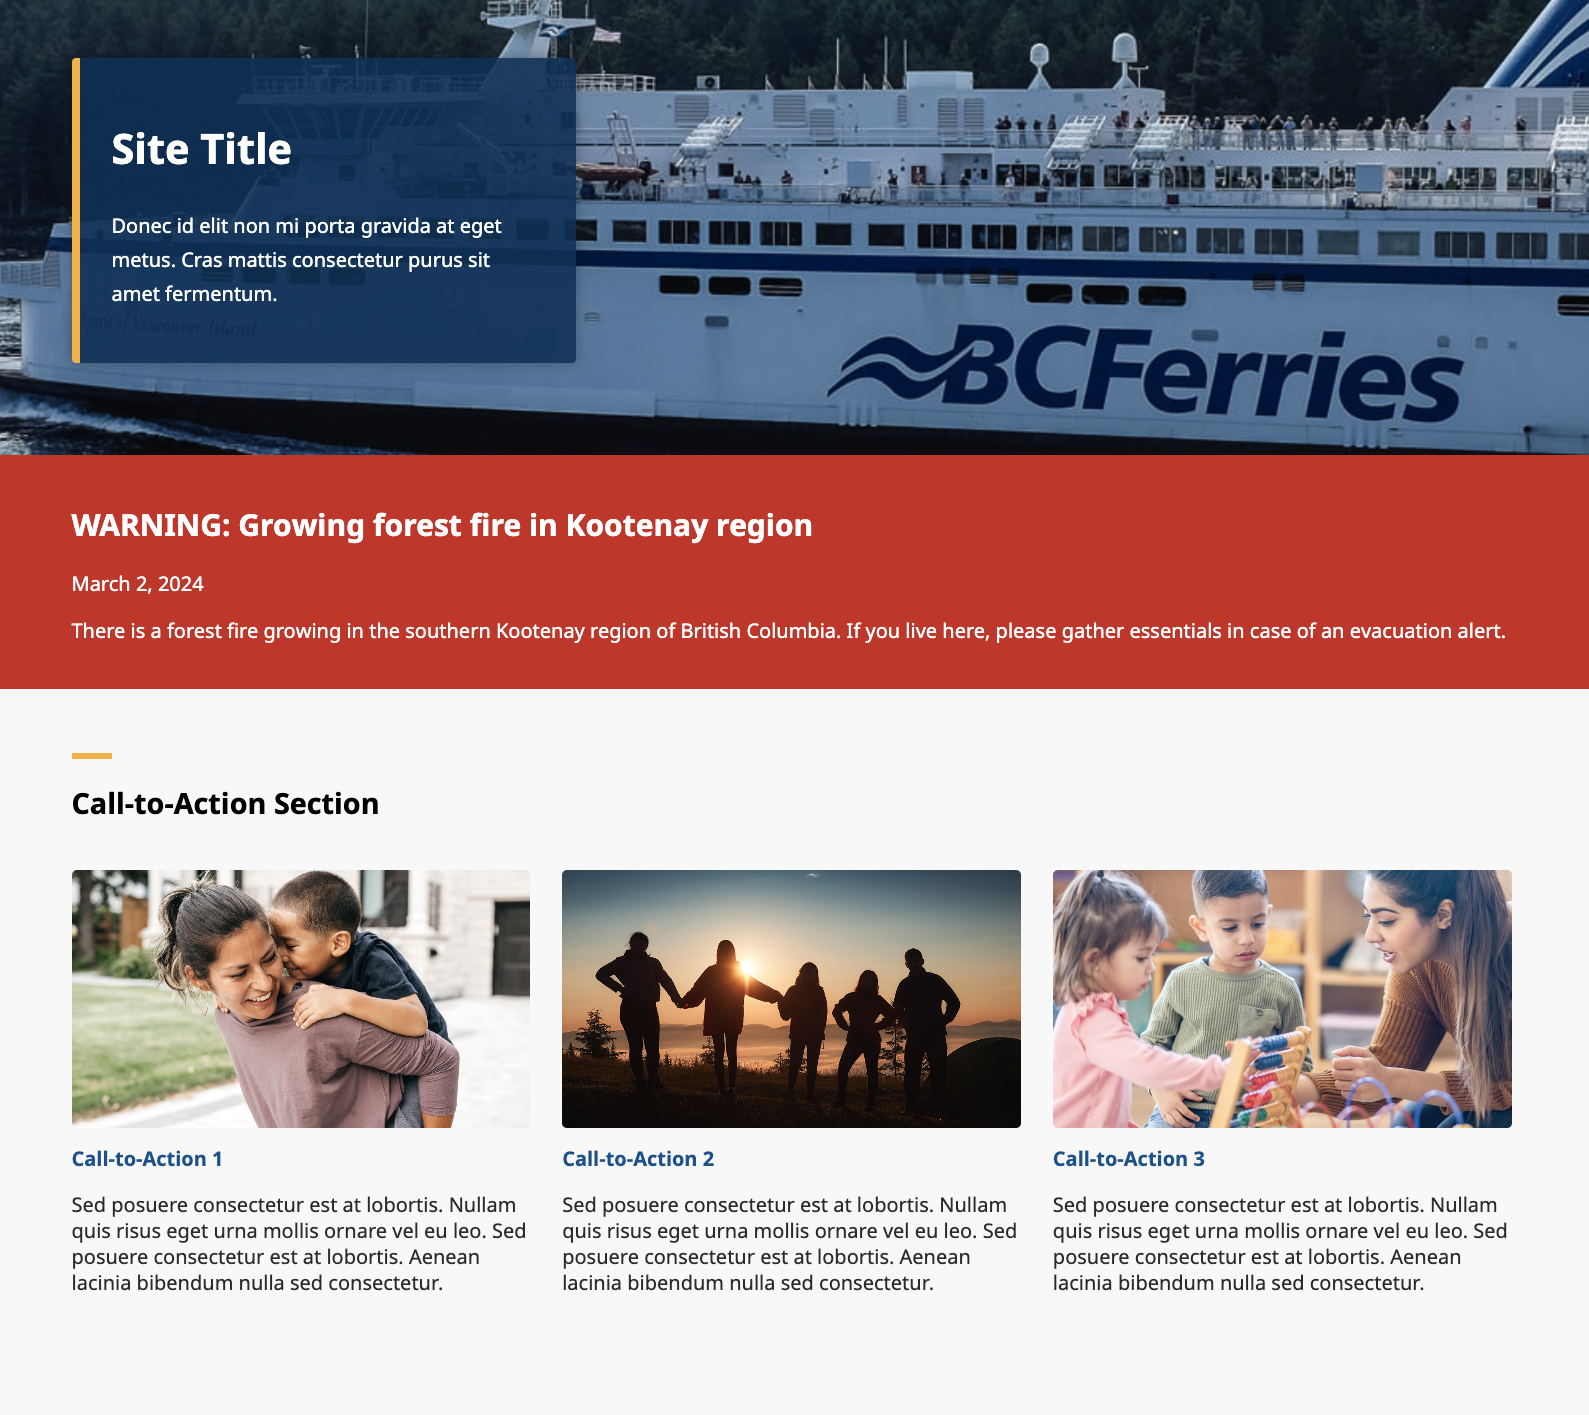 Site Title
Donec id elit non mi porta gravida at eget
metus. Cras mattis consectetur purus sit
amet fermentum.
Spirit of Vancouver Island
BCFerries
WARNING: Growing forest fire in Kootenay region
March 2, 2024
There is a forest fire growing in the southern Kootenay region of British Columbia. If you live here, please gather essentials in case of an evacuation alert.
Call-to-Action Section
Call-to-Action 1
Sed posuere consectetur est at lobortis. Nullam
quis risus eget urna mollis ornare vel eu leo. Sed
posuere consectetur est at lobortis. Aenean
lacinia bibendum nulla sed consectetur.
Call-to-Action 2
Sed posuere consectetur est at lobortis. Nullam
quis risus eget urna mollis ornare vel eu leo. Sed
posuere consectetur est at lobortis. Aenean
lacinia bibendum nulla sed consectetur.
Call-to-Action 3
Sed posuere consectetur est at lobortis. Nullam
quis risus eget urna mollis ornare vel eu leo. Sed
posuere consectetur est at lobortis. Aenean
lacinia bibendum nulla sed consectetur.